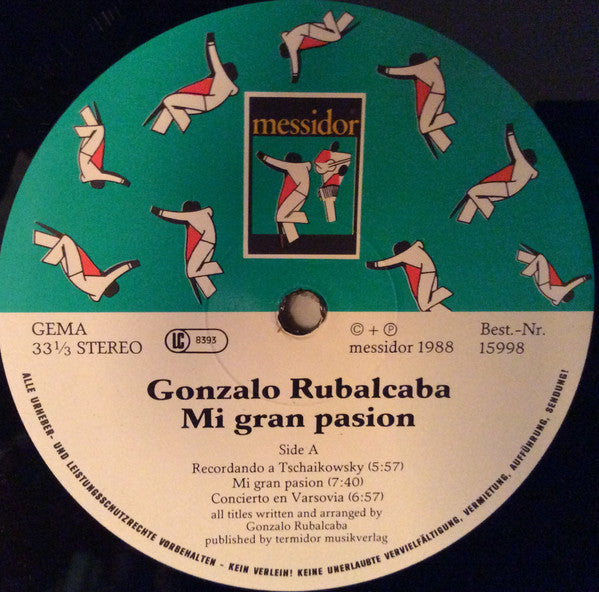 messidor
GEMA
33 1/3 STEREO
LC 8393
© + ℗
messidor 1988
Best.-Nr.
15998
Gonzalo Rubalcaba
Mi gran pasion
Side A
Recordando a Tschaikowsky (5:57)
Mi gran pasion (7:40)
Concierto en Varsovia (6:57)
all titles written and arranged by
Gonzalo Rubalcaba
published by termidor musikverlag
ALLE URHEBER- UND LEISTUNGSSCHUTZRECHTE VORBEHALTEN - KEIN VERLEIH! KEINE UNERLAUBTE VERVIELFÄLTIGUNG, VERMIETUNG, AUFFÜHRUNG, SENDUNG!